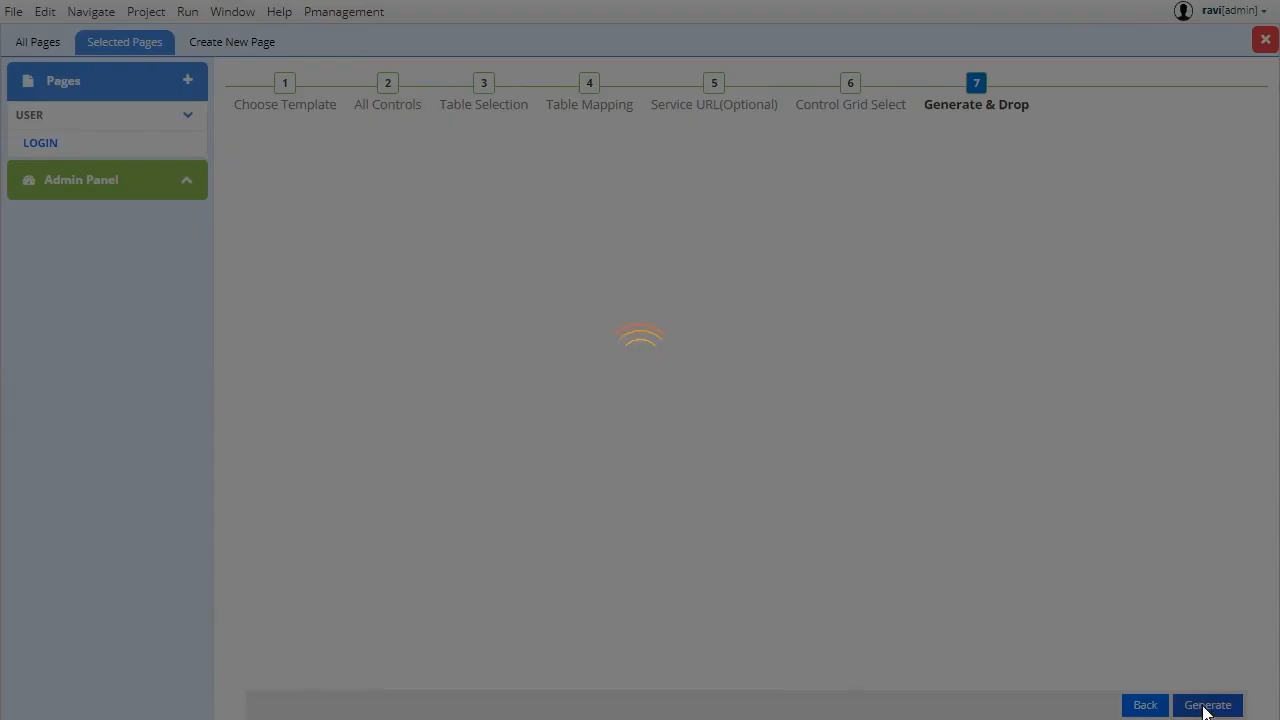 File Edit Navigate Project Run Window Help Pmanagement ravi[admin]
All Pages Selected Pages Create New Page
Pages
USER
LOGIN
Admin Panel
1 2 3 4 5 6 7
Choose Template All Controls Table Selection Table Mapping Service URL(Optional) Control Grid Select Generate & Drop
Back Generate